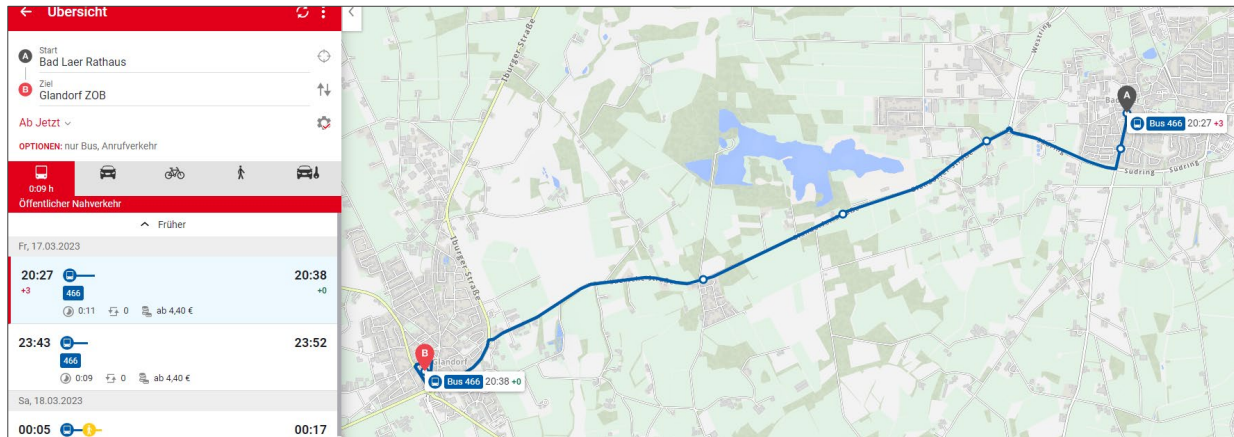 Übersicht
Start
A Bad Laer Rathaus
Ziel
B Glandorf ZOB
Ab Jetzt
OPTIONEN: nur Bus, Anrufverkehr
0:09 h
Öffentlicher Nahverkehr
Früher
Fr, 17.03.2023
20:27 20:38
+3 +0
466
0:11 0 ab 4,40 €
23:43 23:52
466
0:09 0 ab 4,40 €
Sa, 18.03.2023
00:05 00:17
Iburger Straße
Westring
A
Bus 466 20:27 +3
Südring - Südring
Iburger Straße
B
Glandorf
Bus 466 20:38 +0